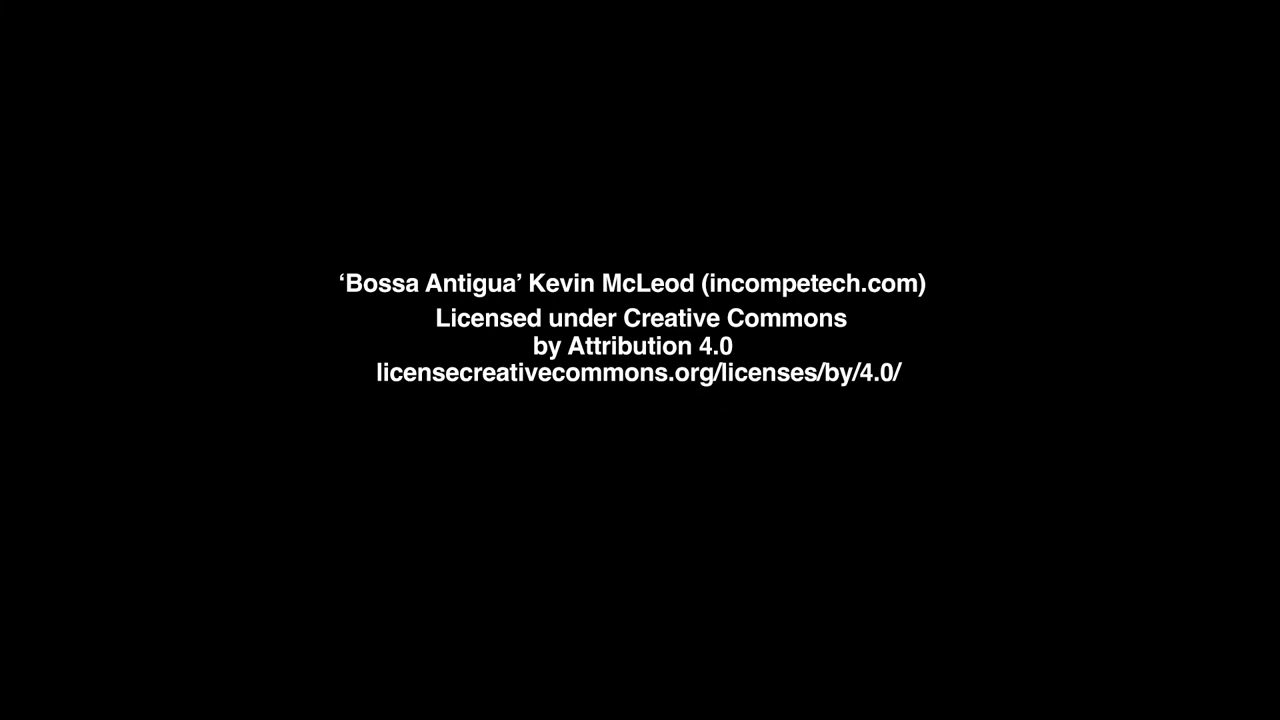 ‘Bossa Antigua’ Kevin McLeod (incompetech.com)
Licensed under Creative Commons
by Attribution 4.0
licensecreativecommons.org/licenses/by/4.0/